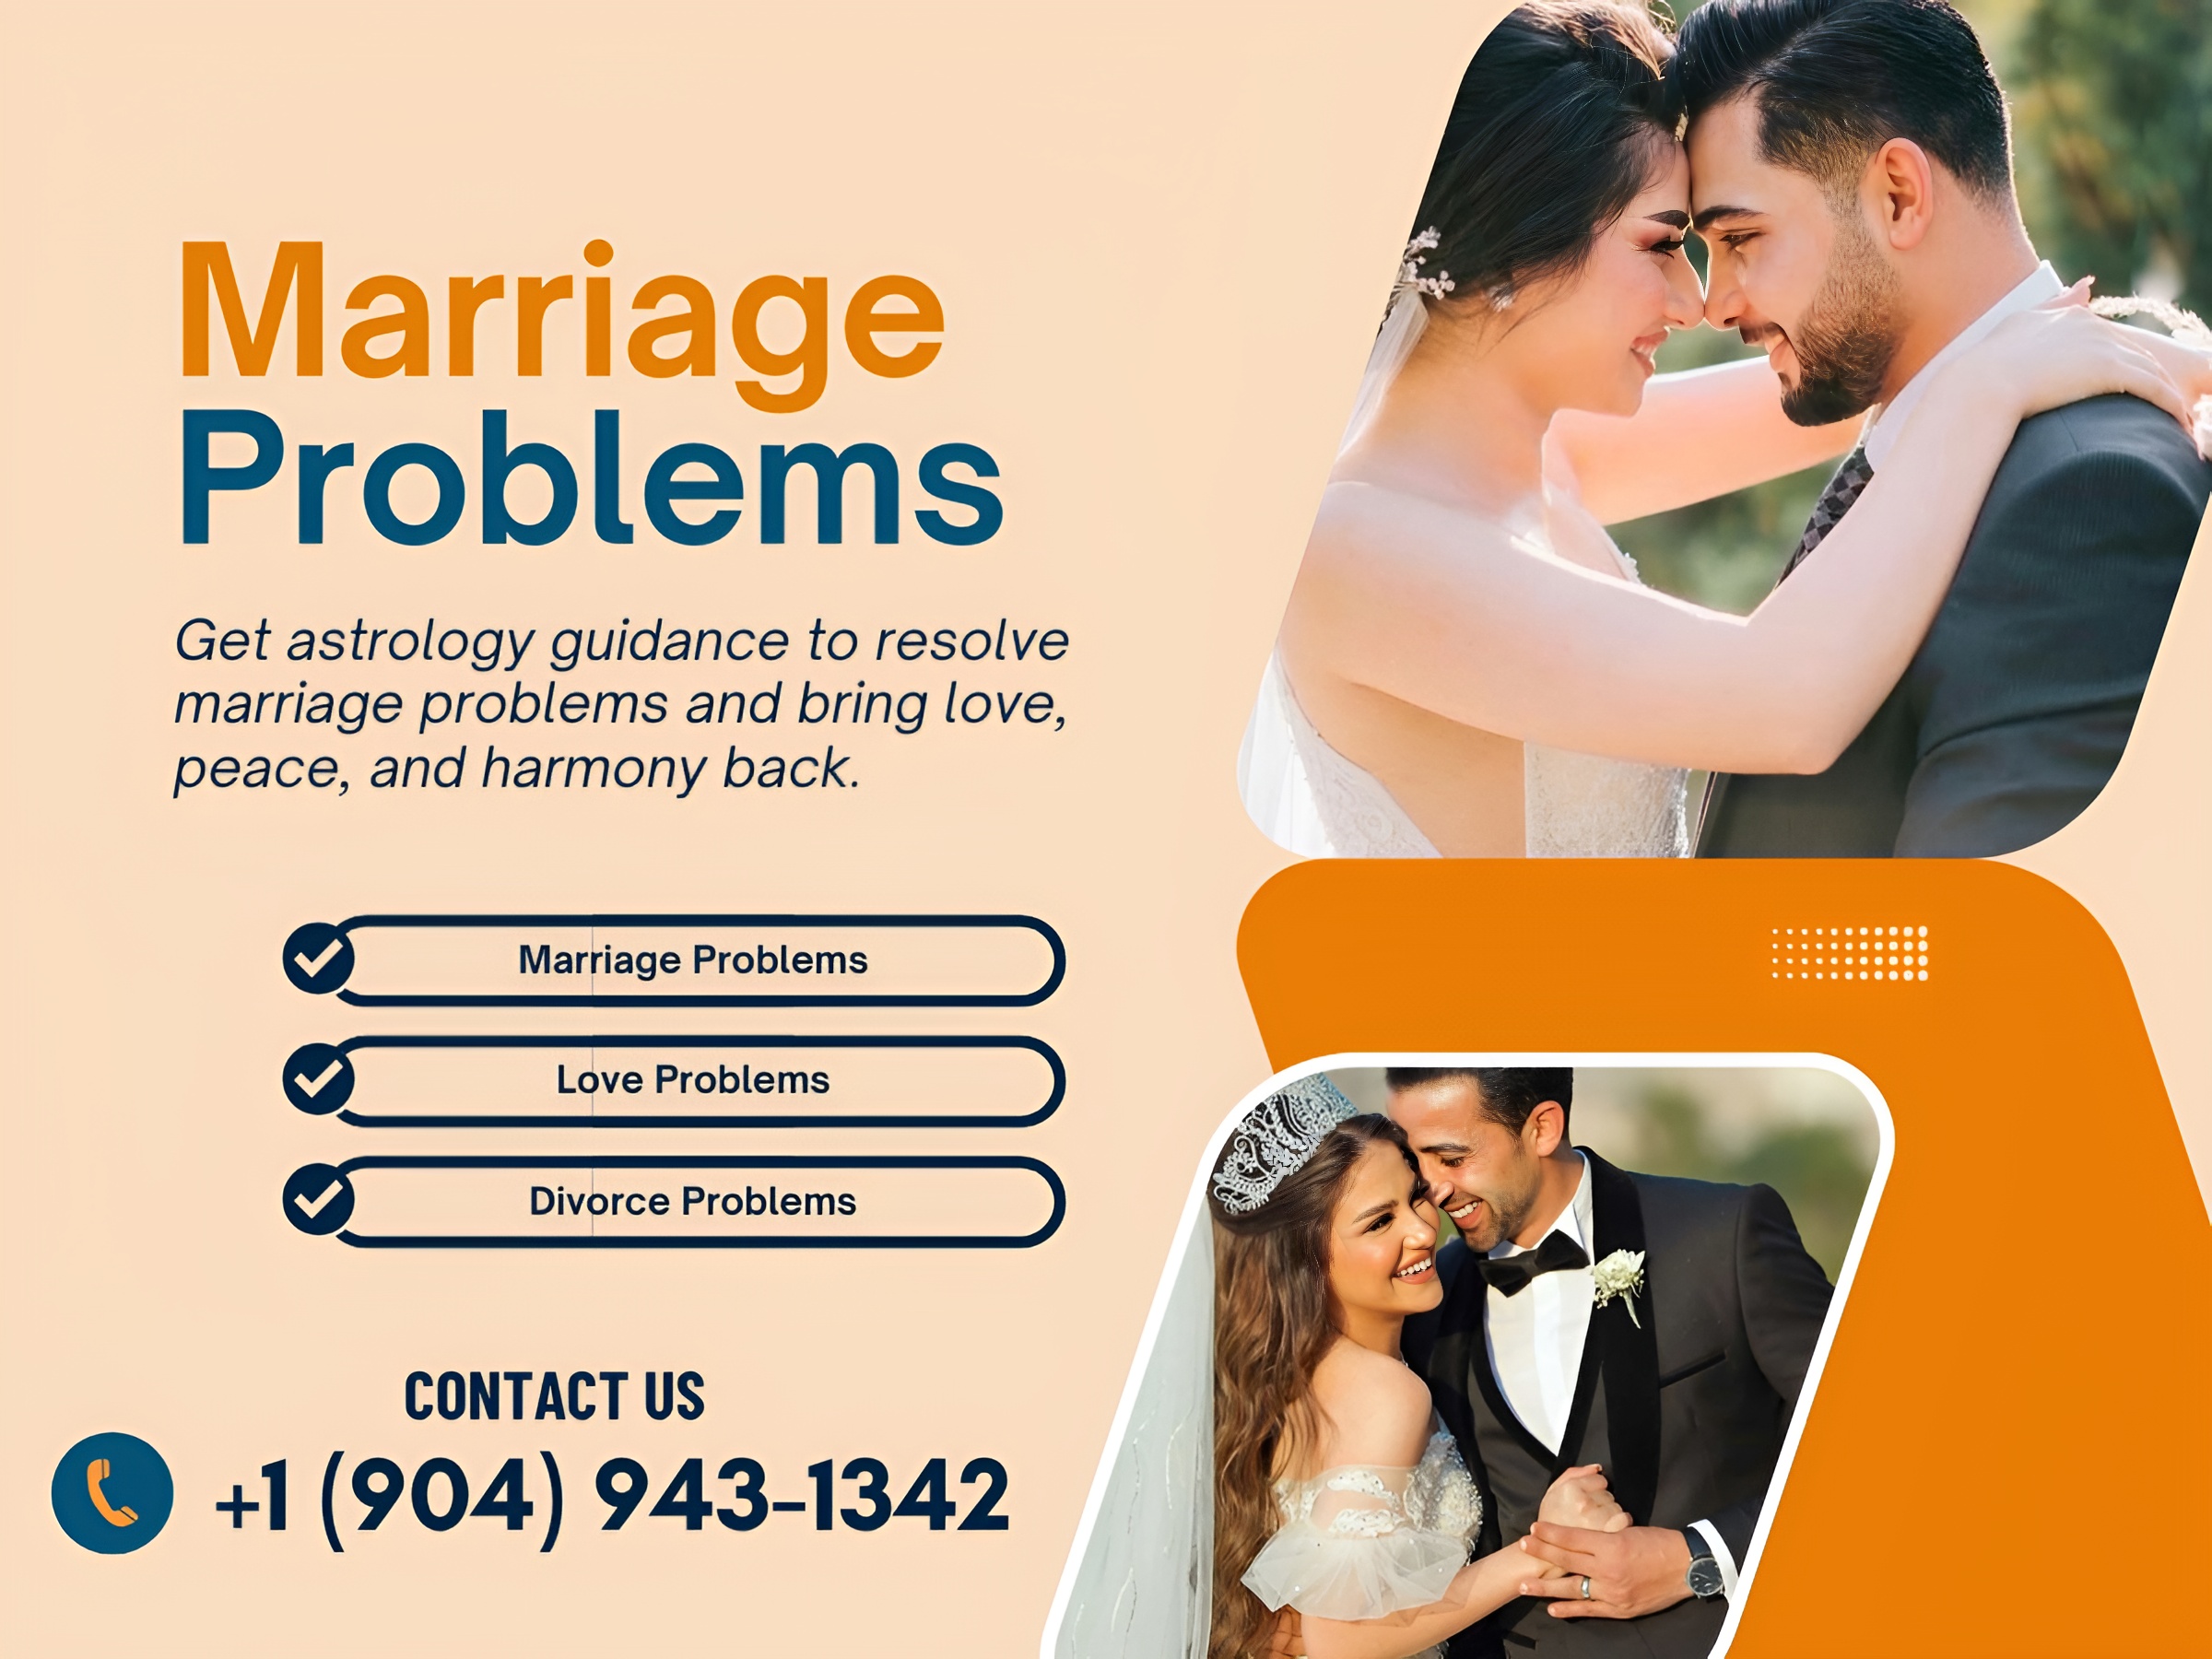 Marriage
Problems
Get astrology guidance to resolve
marriage problems and bring love,
peace, and harmony back.
Marriage Problems
Love Problems
Divorce Problems
CONTACT US
+1 (904) 943-1342